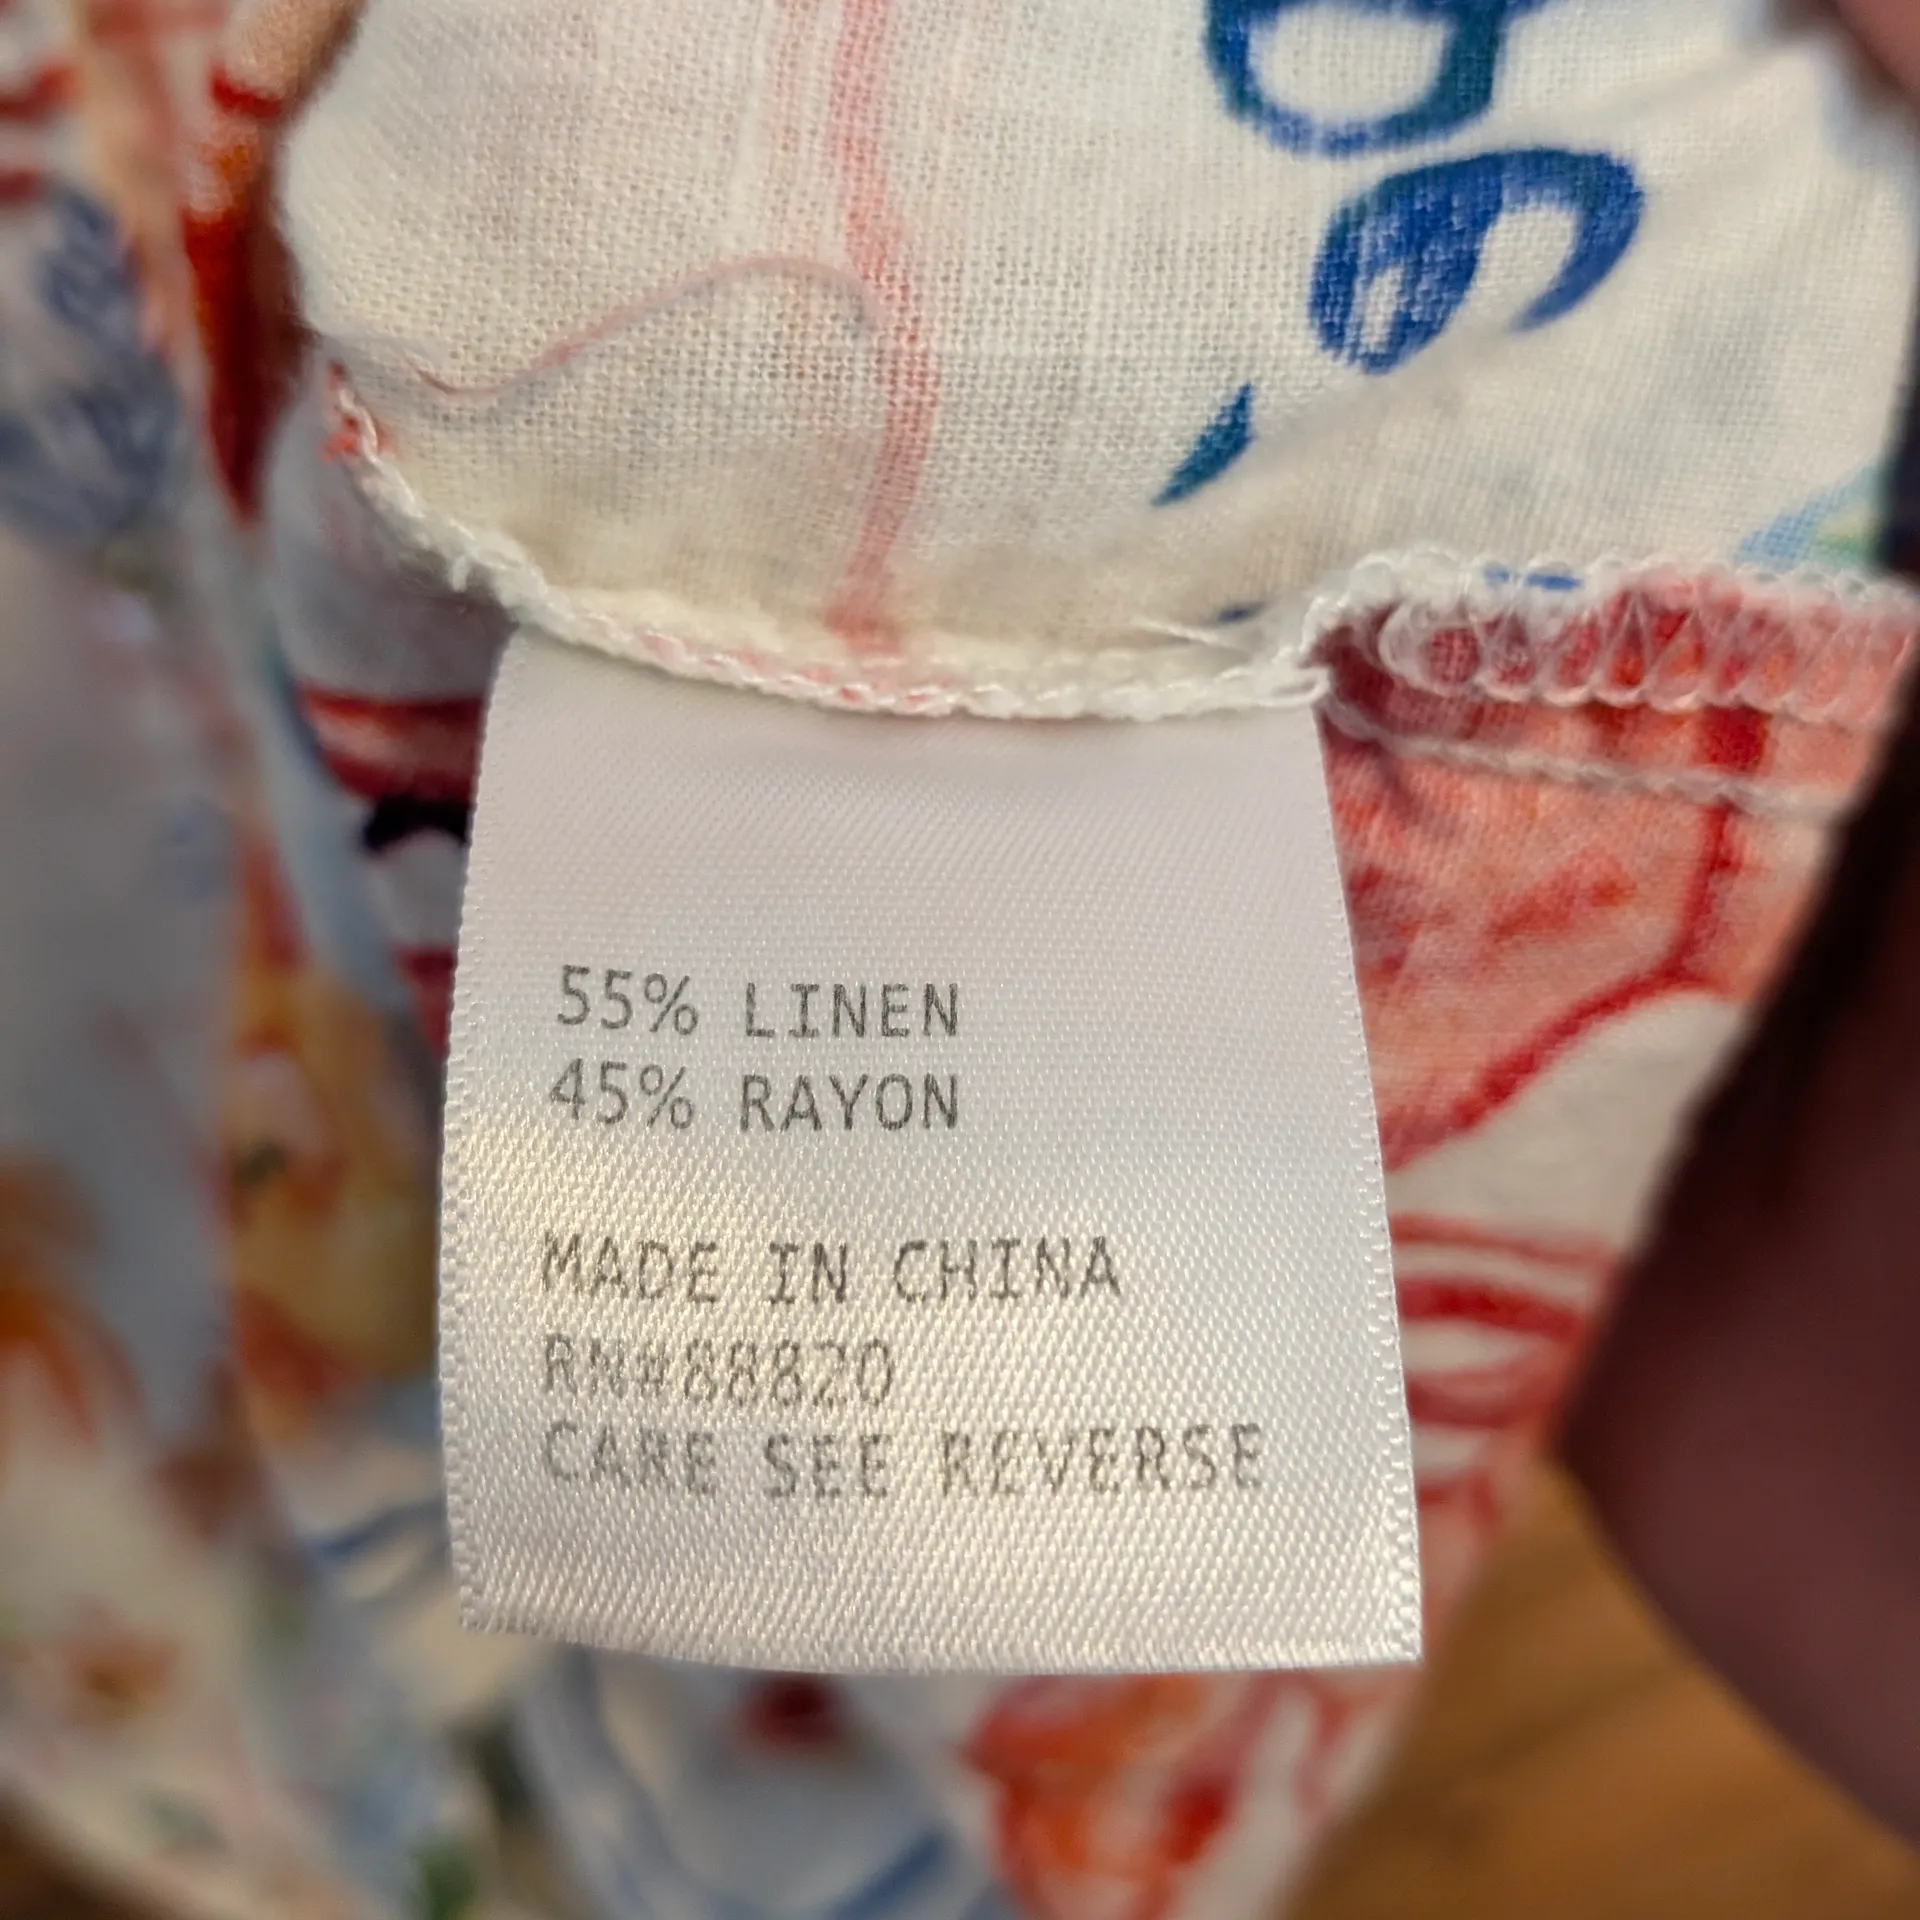 55% LINEN
45% RAYON
MADE IN CHINA
RN#88820
CARE SEE REVERSE